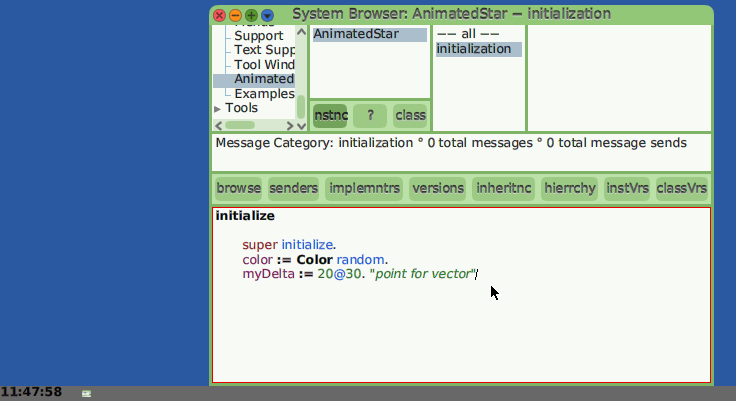 System Browser: AnimatedStar − initialization
Support
Text Supp
Tool Wind
Animated
Examples
Tools
AnimatedStar
−− all −−
initialization
nstnc ? class
Message Category: initialization ° 0 total messages ° 0 total message sends
browse senders implemntrs versions inheritnc hierrchy instVrs classVrs
initialize
super initialize.
color := Color random.
myDelta := 20@30. "point for vector"
11:47:58